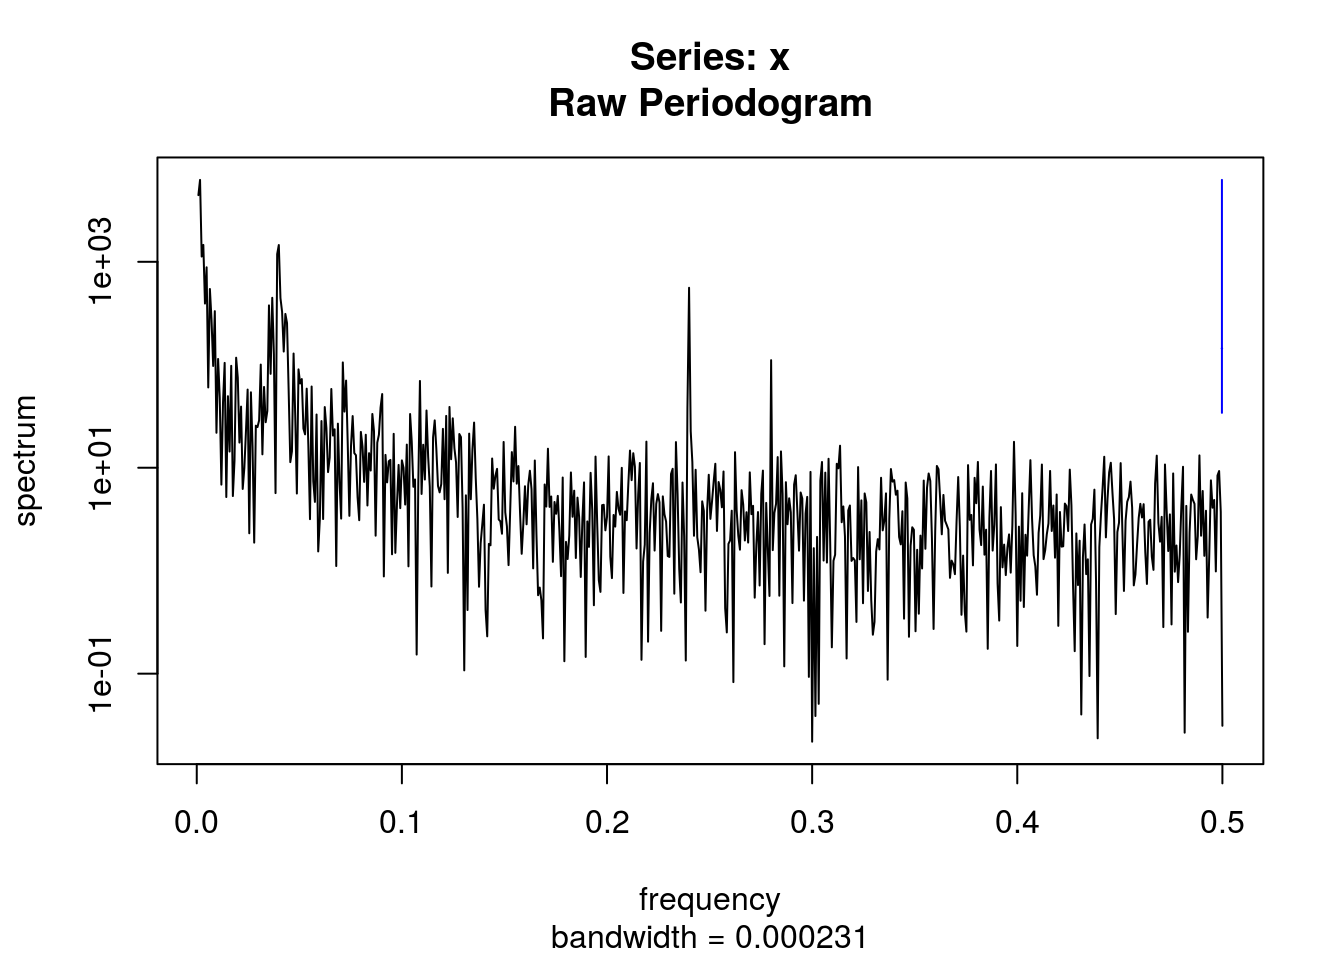 Series: x
Raw Periodogram
spectrum
1e+03
1e+01
1e-01
0.0 0.1 0.2 0.3 0.4 0.5
frequency
bandwidth = 0.000231